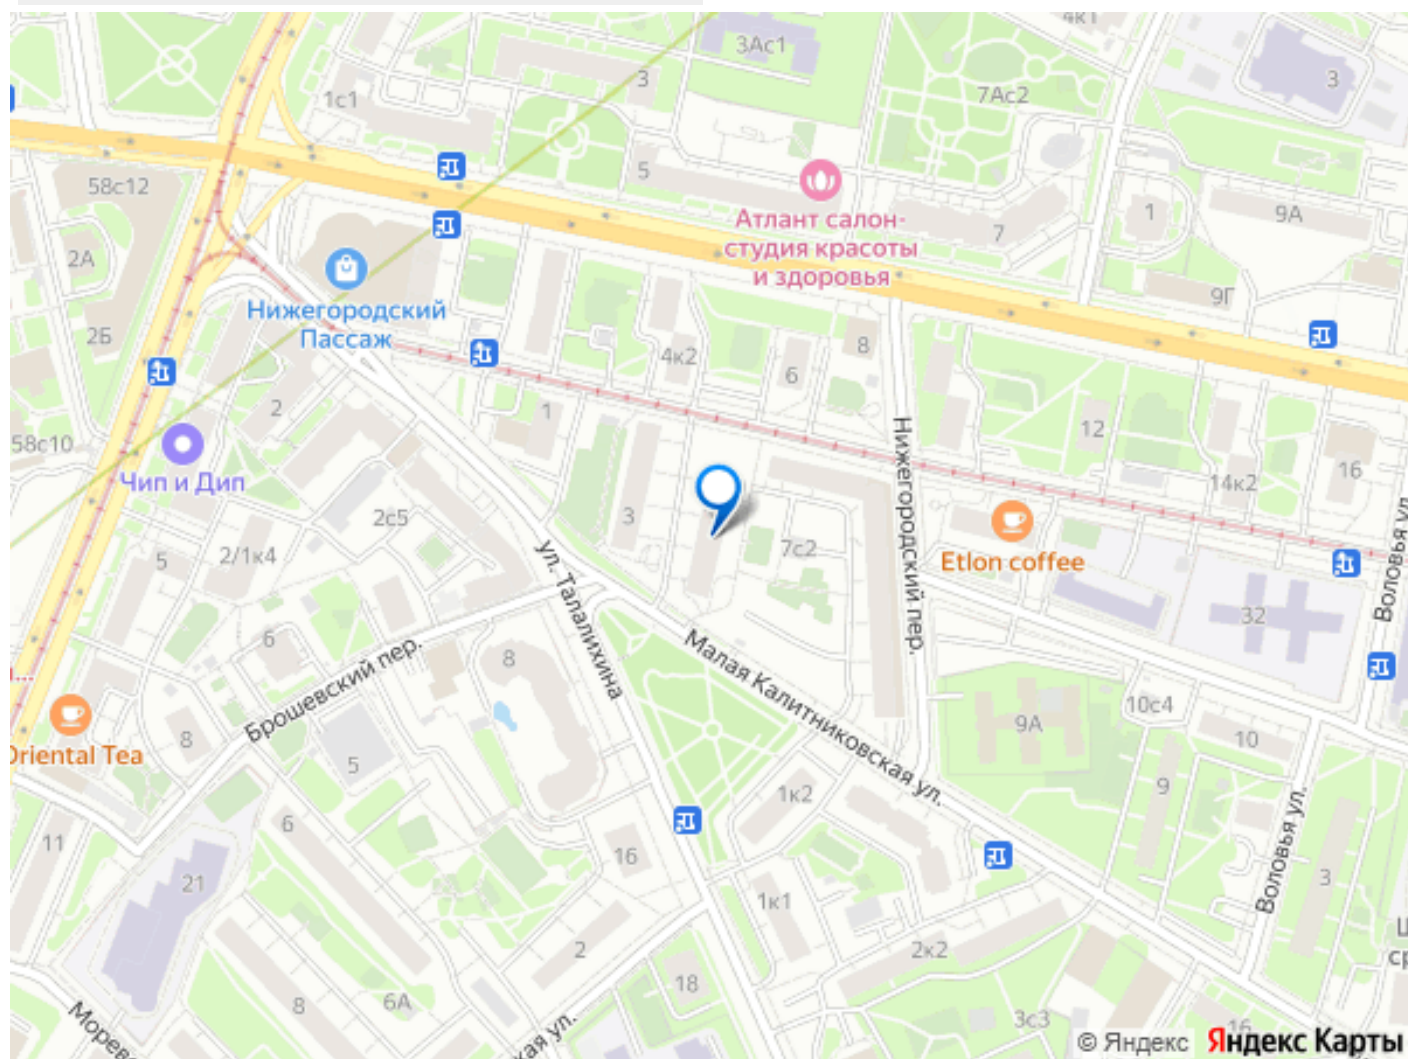 4к1
3Ас1
3
3
7Ас2
1с1
5
58с12
Атлант салон-
студия красоты
и здоровья
1
9А
7
2А
9Г
Нижегородский
Пассаж
2Б
4к2
8
6
2
1
12
58с10
Чип и Дип
14к2
16
Нижегородский пер.
2с5
3
7с2
Etlon coffee
5
2/1к4
ул. Талалихина
Воловья ул.
32
6
Брошевский пер.
8
Малая Калитниковская ул.
9А
10с4
10
Oriental Tea
8
5
1к2
9
6
11
16
Воловья ул.
3
21
1к1
2
2к2
18
8
6А
3с3
16
© Яндекс Яндекс Карты